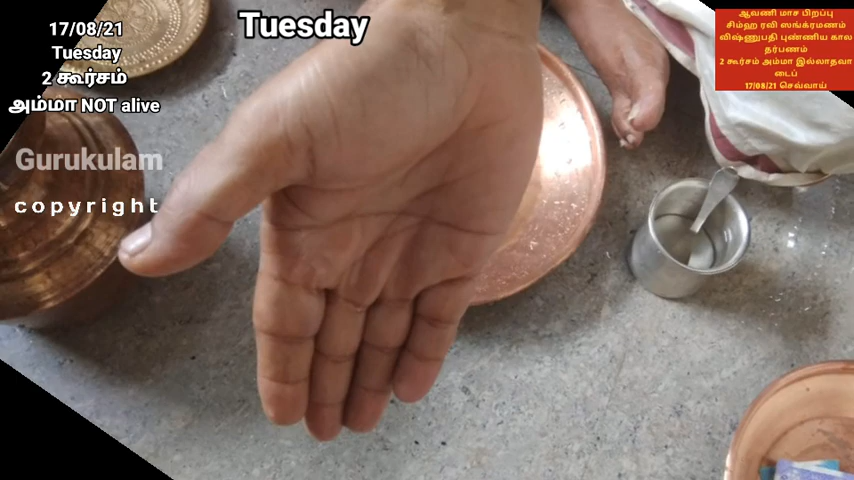 17/08/21
Tuesday
2 கூர்சம்
அம்மா NOT alive
Gurukulam
copyright
Tuesday
ஆவணி மாச பிறப்பு
சிம்ஹ ரவி ஸங்க்ரமணம்
விஷ்ணுபதி புண்ணிய கால
தர்பணம்
2 கூர்சம் அம்மா இல்லாதவா
டைப்
17/08/21 செவ்வாய்